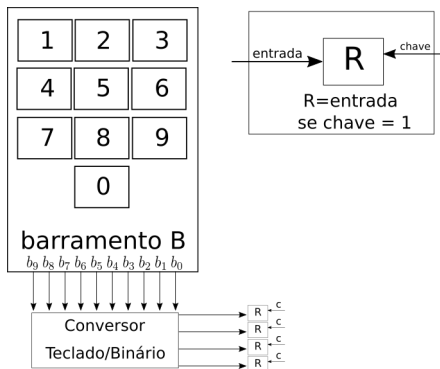 1 2 3
4 5 6
7 8 9
0
barramento B
b9 b8 b7 b6 b5 b4 b3 b2 b1 b0
Conversor
Teclado/Binário
R c
R c
R c
R c
entrada
R
chave
R=entrada
se chave = 1